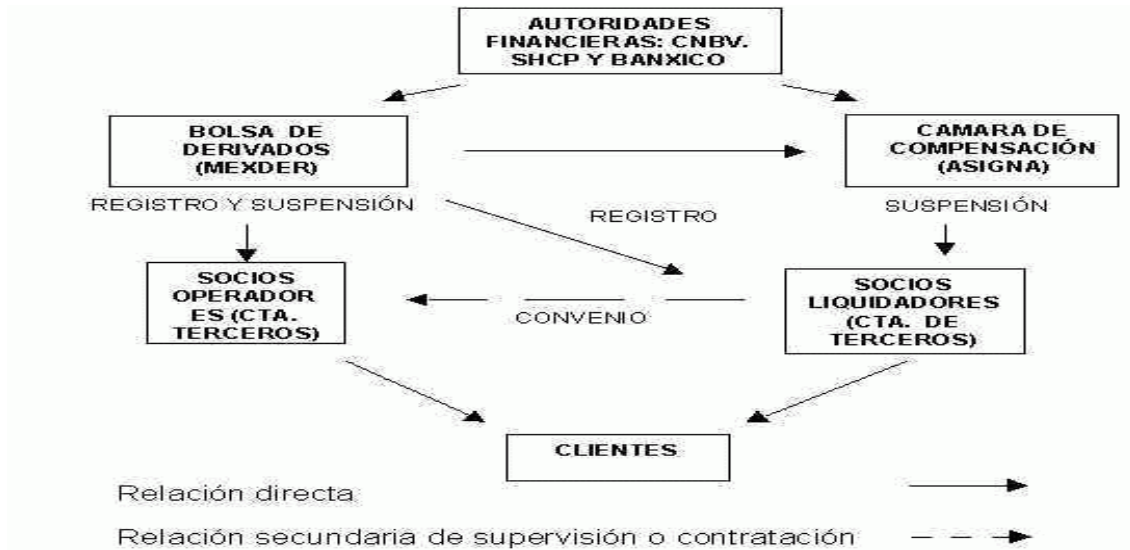 AUTORIDADES
FINANCIERAS: CNBV.
SHCP Y BANXICO
BOLSA DE
DERIVADOS
(MEXDER)
CAMARA DE
COMPENSACIÓN
(ASIGNA)
REGISTRO Y SUSPENSIÓN
REGISTRO
SUSPENSIÓN
SOCIOS
OPERADOR
ES (CTA.
TERCEROS)
CONVENIO
SOCIOS
LIQUIDADORES
(CTA. DE
TERCEROS)
CLIENTES
Relación directa
Relación secundaria de supervisión o contratación